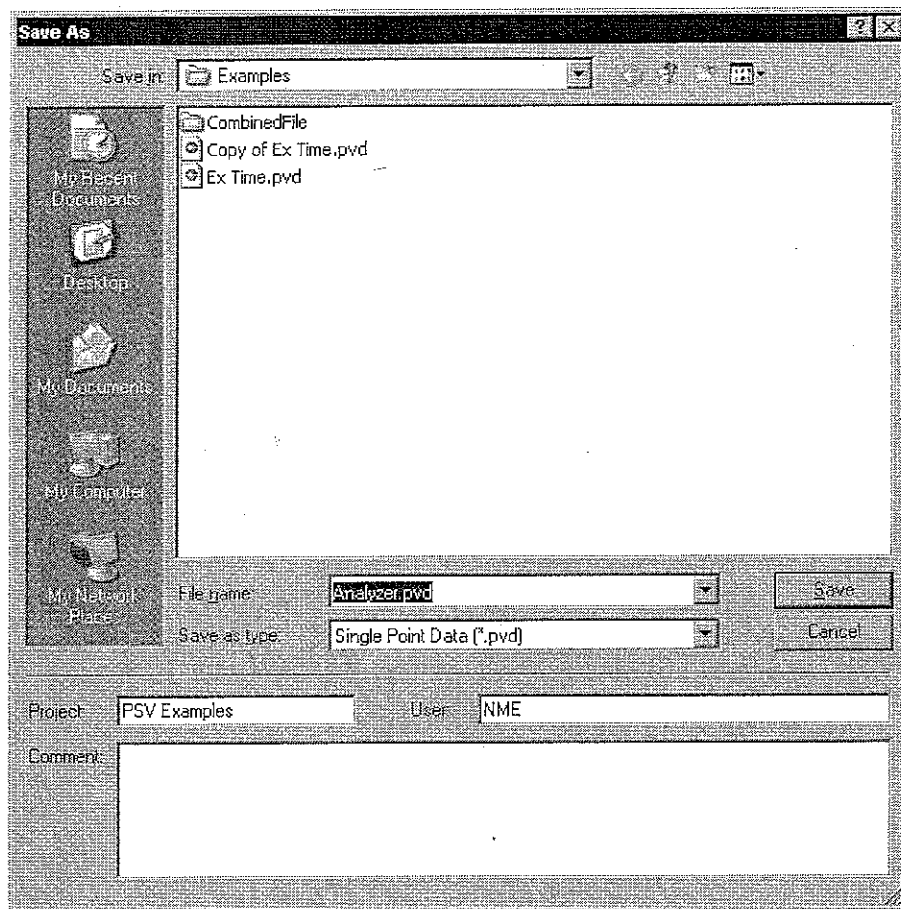 Save As
Save in: Examples
CombinedFile
Copy of Ex Time.pvd
Ex Time.pvd
My Recent
Documents
Desktop
My Documents
My Computer
My Network
Places
File name: Analyzer.pvd Save
Save as type: Single Point Data (*.pvd) Cancel
Project: PSV Examples User: NME
Comment: